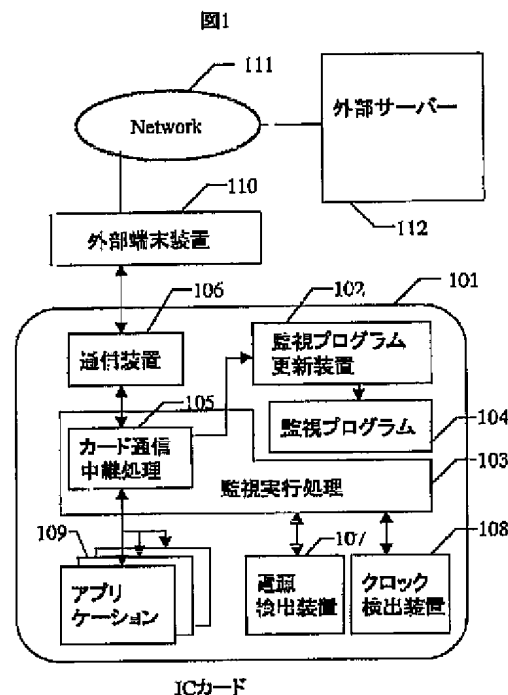 図1
111
Network
外部サーバー
110
外部端末装置
112
101
106
102
通信装置
監視プログラム
更新装置
105
監視プログラム
104
カード通信
中継処理
103
監視実行処理
109
107
108
アプリ
ケーション
電源
検出装置
クロック
検出装置
ICカード